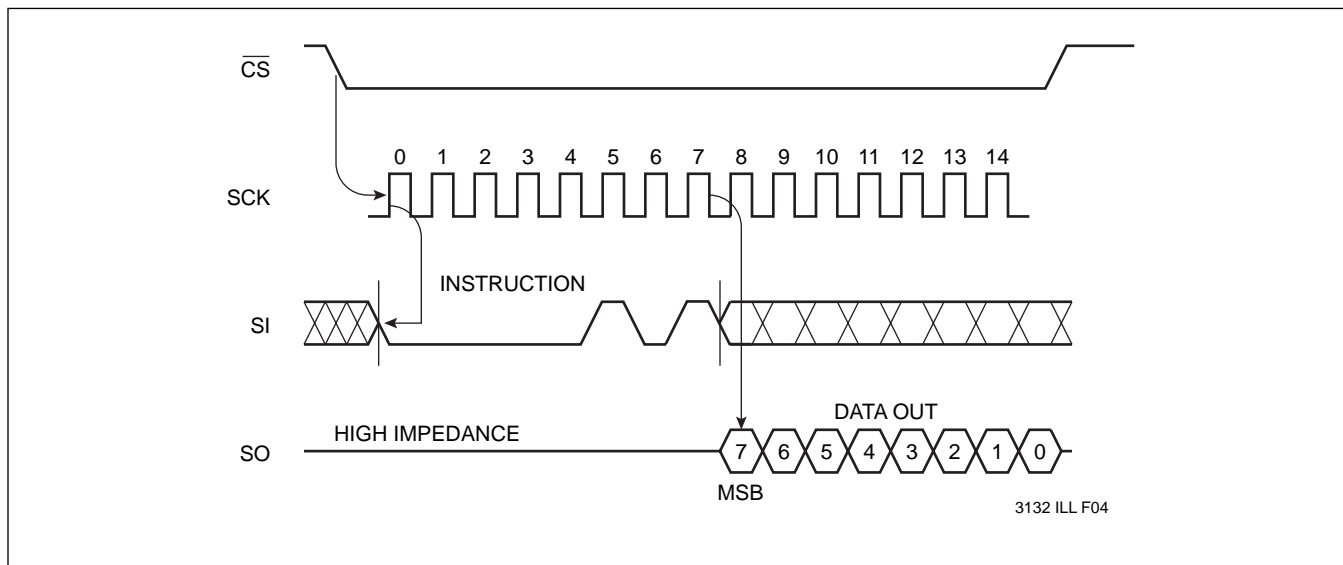 CS
0 1 2 3 4 5 6 7 8 9 10 11 12 13 14
SCK
INSTRUCTION
SI
DATA OUT
HIGH IMPEDANCE
SO
7 6 5 4 3 2 1 0
MSB
3132 ILL F04